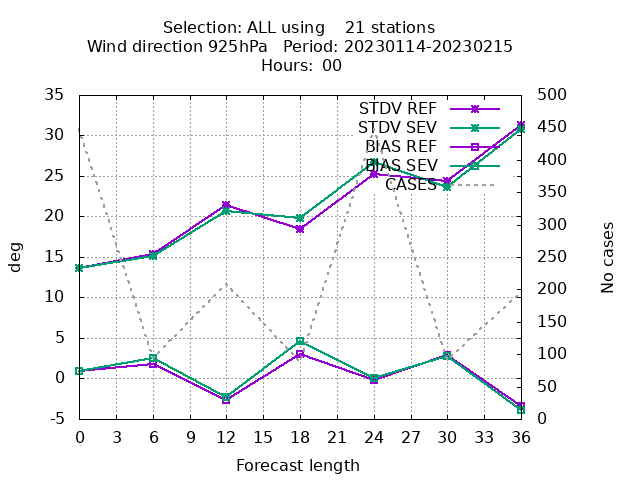 Selection: ALL using 21 stations
Wind direction 925hPa Period: 20230114-20230215
Hours: 00
35
30
25
20
15
10
5
0
-5
500
450
400
350
300
250
200
150
100
50
0
STDV REF
STDV SEV
BIAS REF
BIAS SEV
CASES
deg
No cases
0 3 6 9 12 15 18 21 24 27 30 33 36
Forecast length